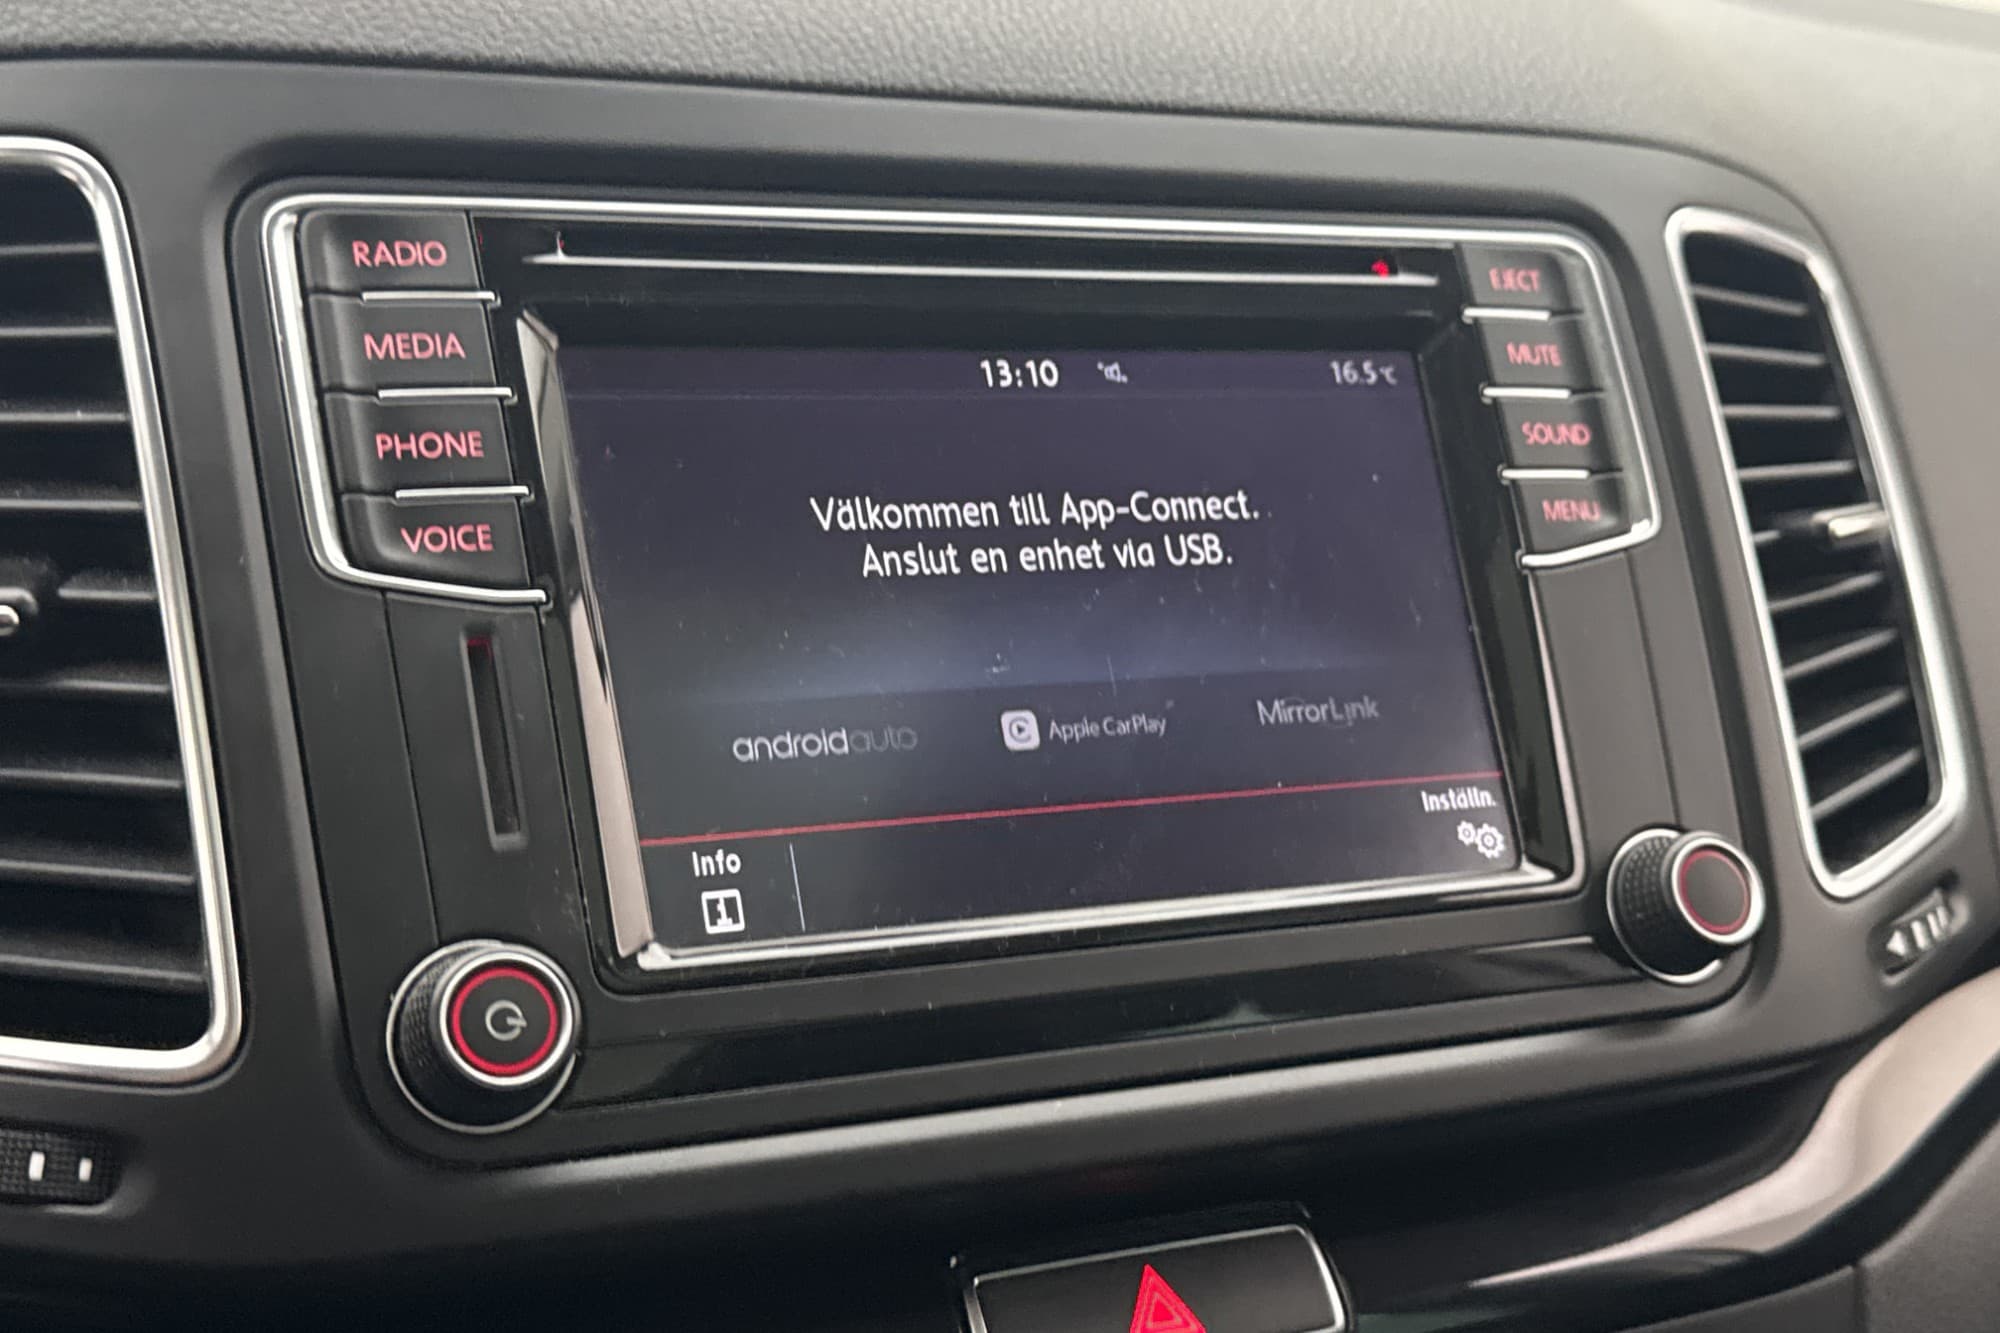 RADIO
MEDIA
PHONE
VOICE
EJECT
MUTE
SOUND
MENU
13:10
16.5°C
Välkommen till App-Connect.
Anslut en enhet via USB.
androidauto
Apple CarPlay
MirrorLink
Info
Inställn.